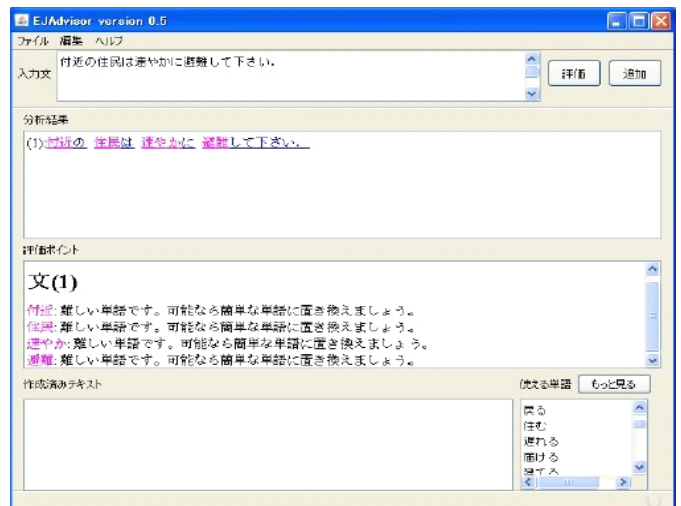 EJAdvisor version 0.5
ファイル 編集 ヘルプ
入力文
付近の住民は速やかに避難して下さい.
評価
追加
分析結果
(1):付近の 住民は 速やかに 避難して下さい.
評価ポイント
文(1)
付近: 難しい単語です。可能なら簡単な単語に置き換えましょう。
住民: 難しい単語です。可能なら簡単な単語に置き換えましょう。
速やか: 難しい単語です。可能なら簡単な単語に置き換えましょう。
避難: 難しい単語です。可能なら簡単な単語に置き換えましょう。
作成済みテキスト
使える単語
もっと見る
戻る
住む
遅れる
届ける
建てる